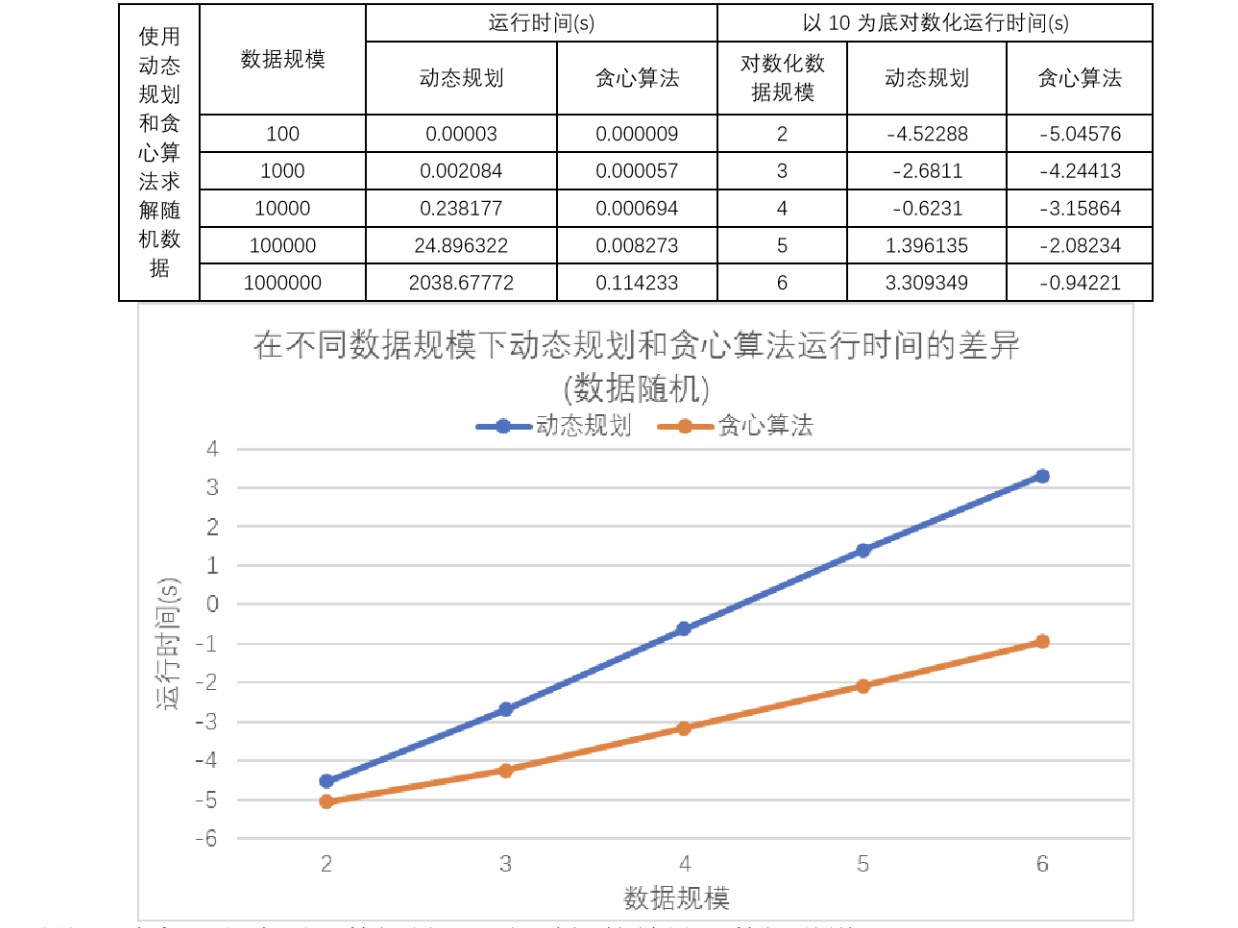 使用
动态
规划
和贪
心算
法求
解随
机数
据
数据规模
运行时间(s)
以 10 为底对数化运行时间(s)
动态规划
贪心算法
对数化数
据规模
动态规划
贪心算法
100 0.00003 0.000009 2 -4.52288 -5.04576
1000 0.002084 0.000057 3 -2.6811 -4.24413
10000 0.238177 0.000694 4 -0.6231 -3.15864
100000 24.896322 0.008273 5 1.396135 -2.08234
1000000 2038.67772 0.114233 6 3.309349 -0.94221
在不同数据规模下动态规划和贪心算法运行时间的差异
(数据随机)
动态规划 贪心算法
4
3
2
1
0
-1
-2
-3
-4
-5
-6
运行时间(s)
2 3 4 5 6
数据规模